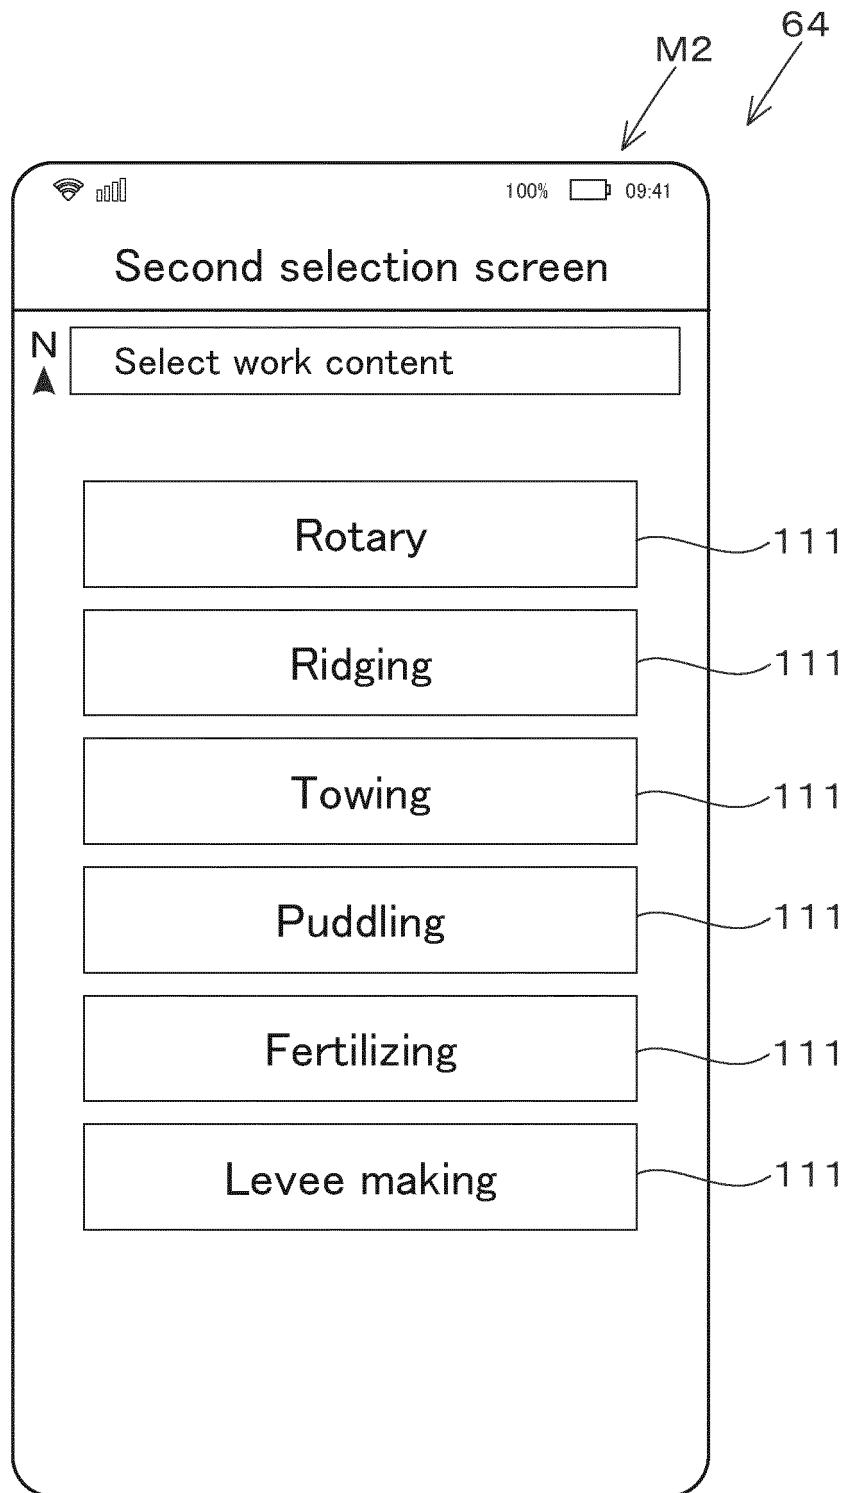 64
M2
100% 09:41
Second selection screen
N
Select work content
Rotary
111
Ridging
111
Towing
111
Puddling
111
Fertilizing
111
Levee making
111